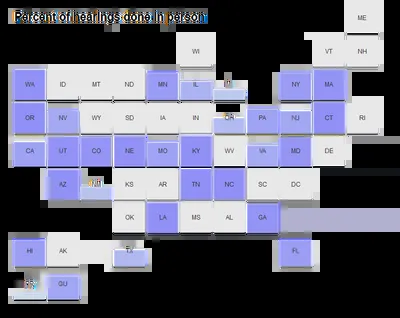 Percent of hearings done in person
ME
WI VT NH
WA ID MT ND MN IL MI NY MA
OR NV WY SD IA IN OH PA NJ CT RI
CA UT CO NE MO KY WV VA MD DE
AZ NM KS AR TN NC SC DC
OK LA MS AL GA
HI AK TX FL
PR GU